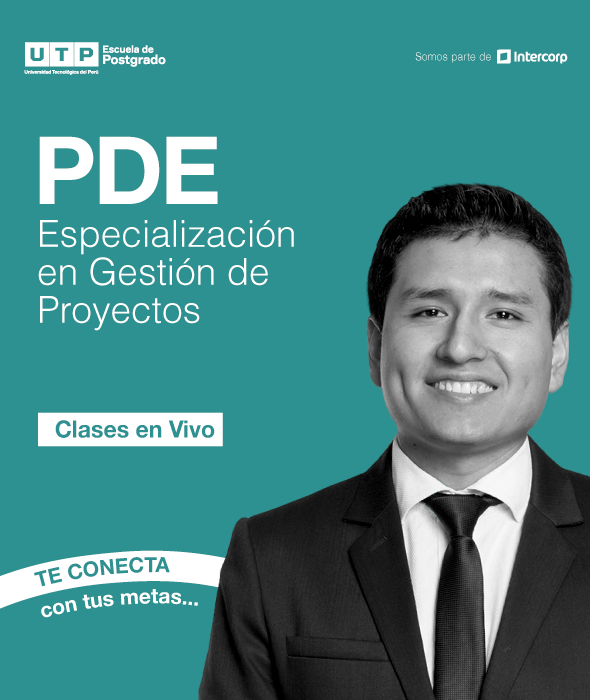 UTP Escuela de Postgrado
Universidad Tecnológica del Perú
Somos parte de Intercorp
PDE
Especialización
en Gestión de
Proyectos
Clases en Vivo
TE CONECTA
con tus metas...